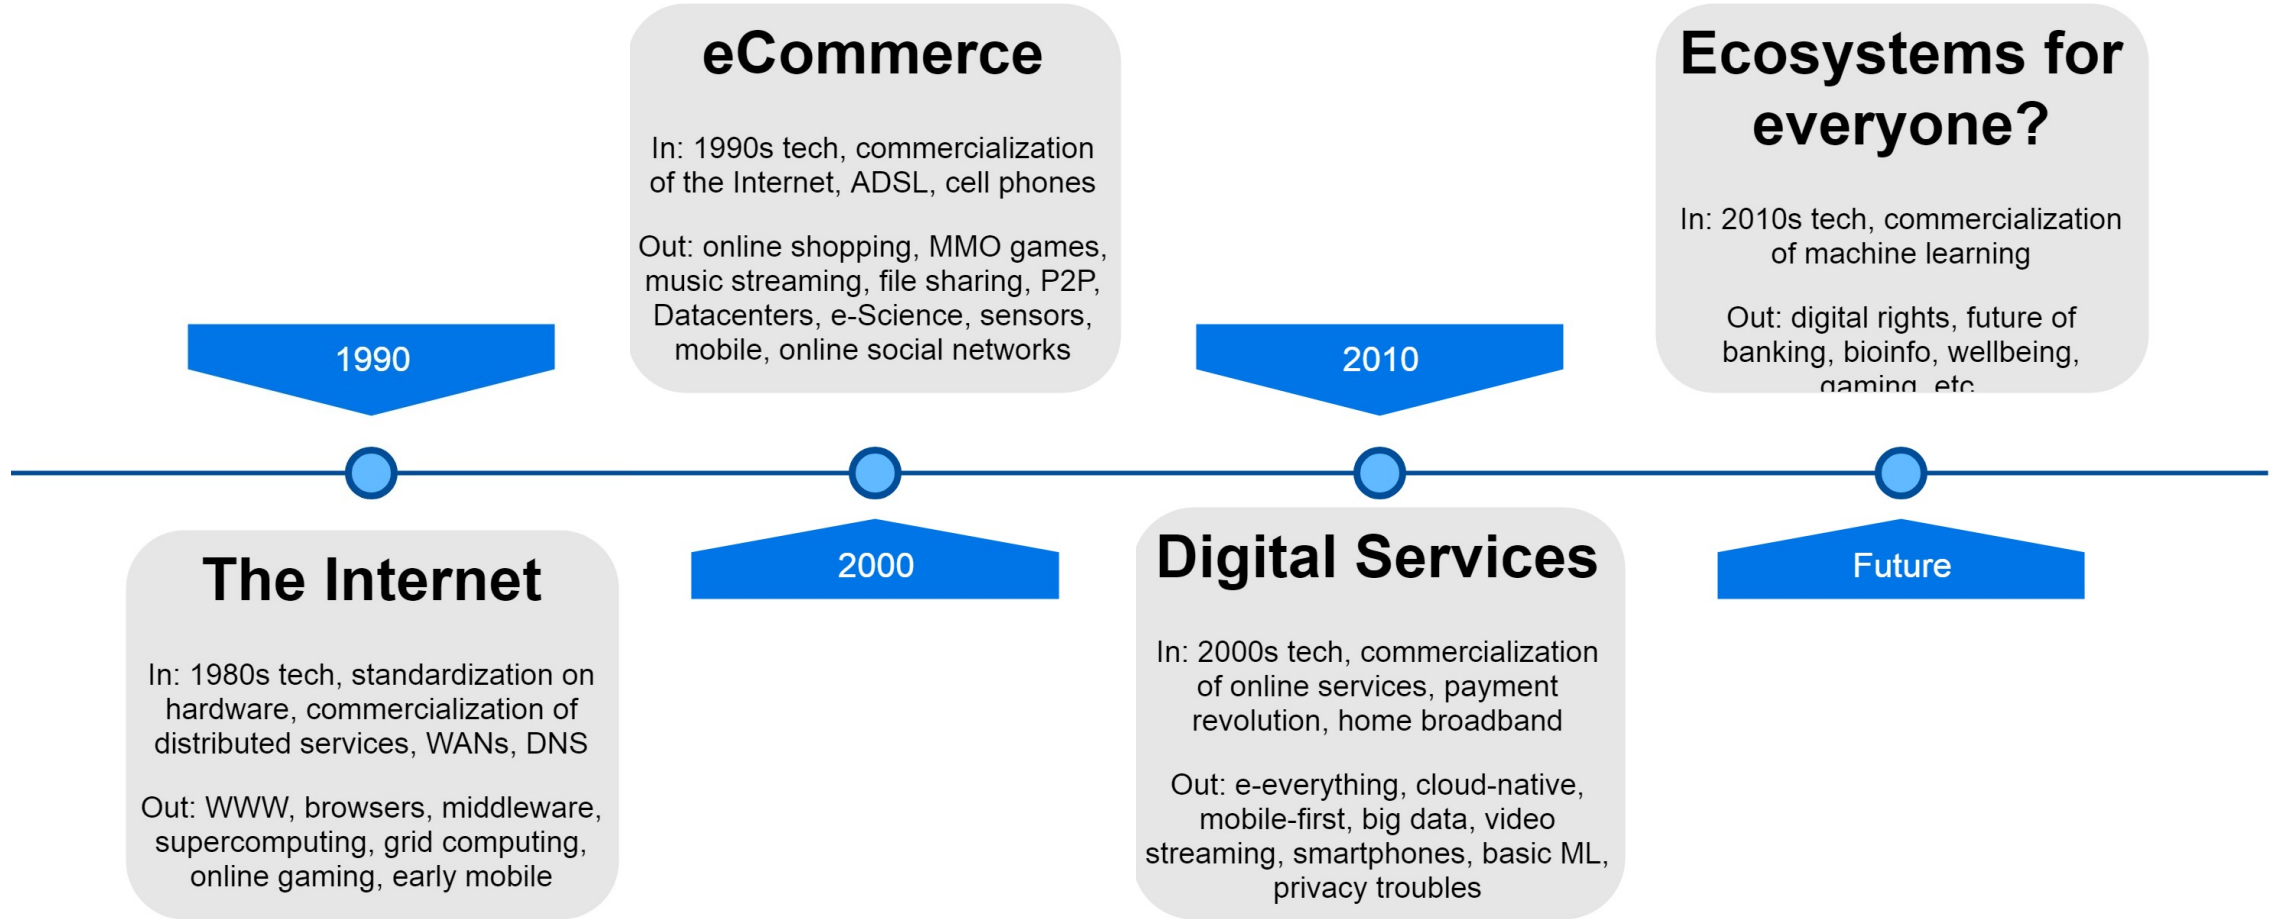 The Internet
In: 1980s tech, standardization on
hardware, commercialization of
distributed services, WANs, DNS
Out: WWW, browsers, middleware,
supercomputing, grid computing,
online gaming, early mobile
1990
eCommerce
In: 1990s tech, commercialization
of the Internet, ADSL, cell phones
Out: online shopping, MMO games,
music streaming, file sharing, P2P,
Datacenters, e-Science, sensors,
mobile, online social networks
2000
2010
Digital Services
In: 2000s tech, commercialization
of online services, payment
revolution, home broadband
Out: e-everything, cloud-native,
mobile-first, big data, video
streaming, smartphones, basic ML,
privacy troubles
Ecosystems for
everyone?
In: 2010s tech, commercialization
of machine learning
Out: digital rights, future of
banking, bioinfo, wellbeing,
gaming, etc
Future